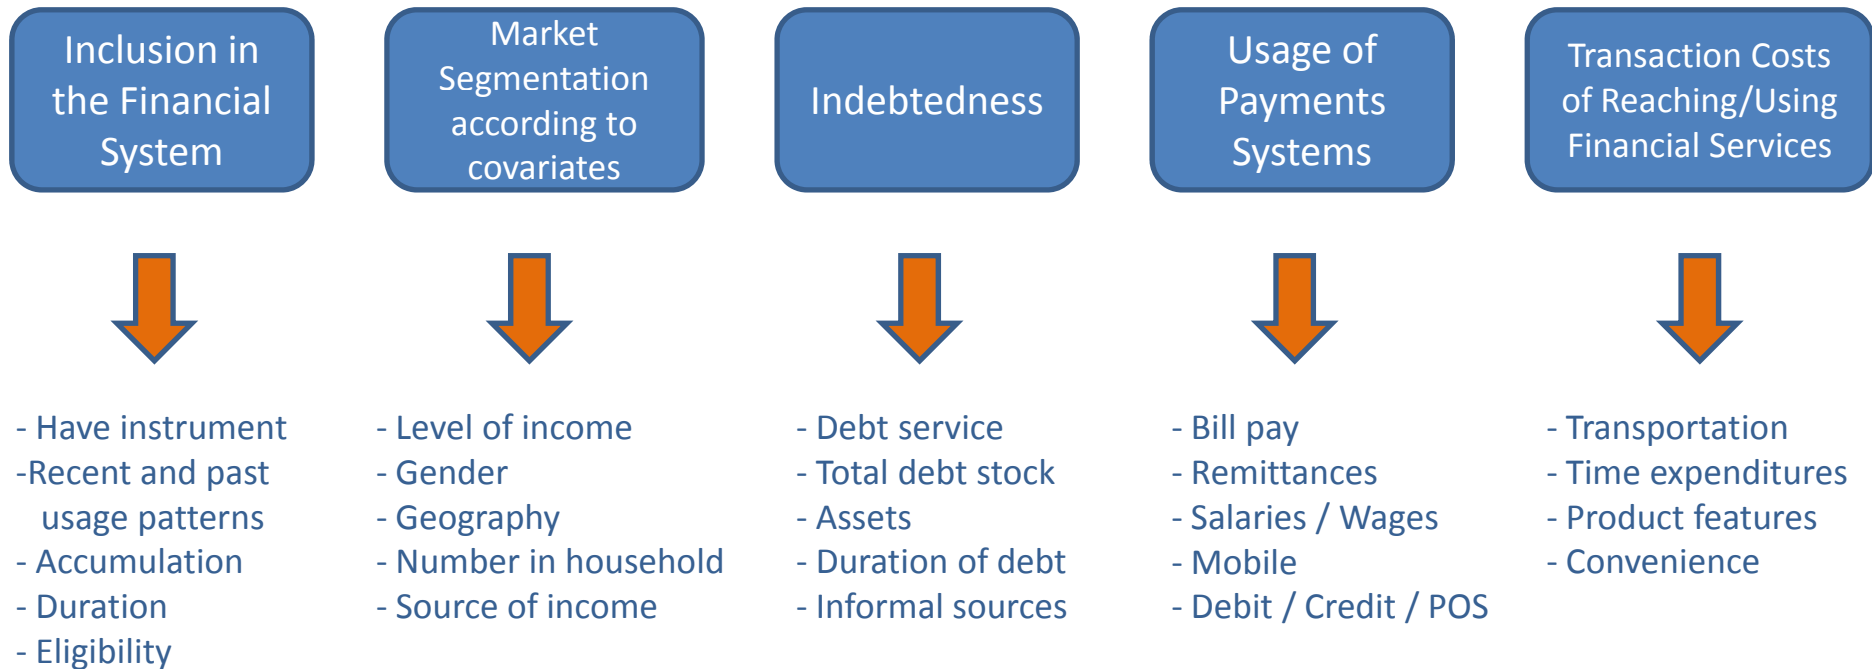 Inclusion in
the Financial
System
Market
Segmentation
according to
covariates
Indebtedness
Usage of
Payments
Systems
Transaction Costs
of Reaching/Using
Financial Services
- Have instrument
-Recent and past
usage patterns
- Accumulation
- Duration
- Eligibility
- Level of income
- Gender
- Geography
- Number in household
- Source of income
- Debt service
- Total debt stock
- Assets
- Duration of debt
- Informal sources
- Bill pay
- Remittances
- Salaries / Wages
- Mobile
- Debit / Credit / POS
- Transportation
- Time expenditures
- Product features
- Convenience